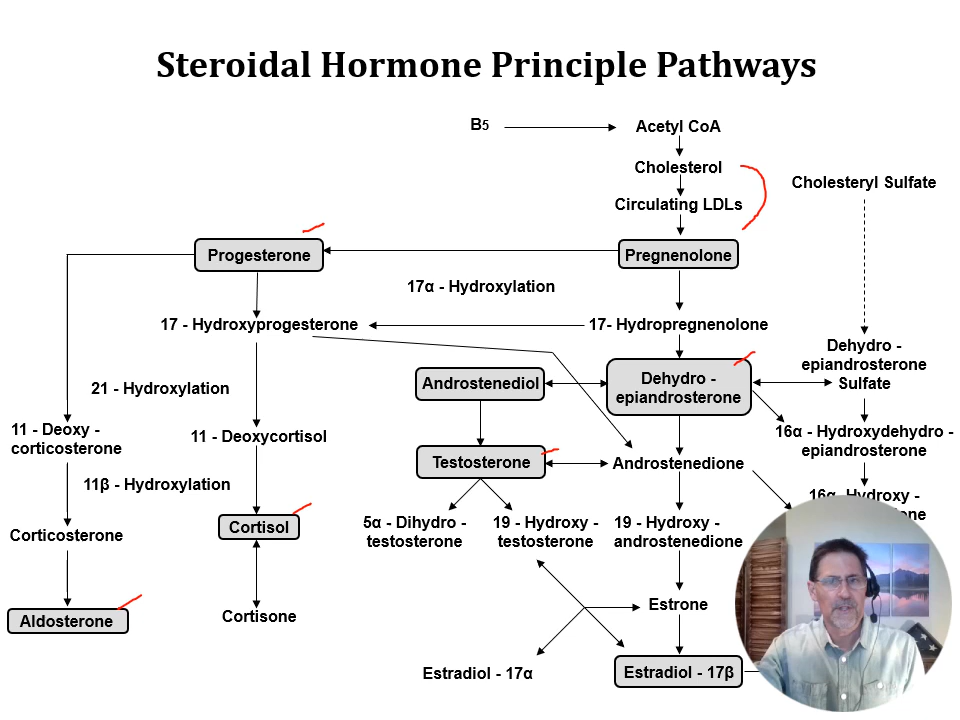 Steroidal Hormone Principle Pathways
B5
Acetyl CoA
Cholesterol
Cholesteryl Sulfate
Circulating LDLs
Progesterone
Pregnenolone
17α - Hydroxylation
17 - Hydroxyprogesterone
17- Hydropregnenolone
Dehydro -
epiandrosterone
Sulfate
Androstenediol
Dehydro -
epiandrosterone
21 - Hydroxylation
11 - Deoxy -
corticosterone
11 - Deoxycortisol
16α - Hydroxydehydro -
epiandrosterone
Testosterone
Androstenedione
11β - Hydroxylation
16α - Hydroxy -
Corticosterone
Cortisol
5α - Dihydro -
testosterone
19 - Hydroxy -
testosterone
19 - Hydroxy -
androstenedione
Aldosterone
Cortisone
Estrone
Estradiol - 17α
Estradiol - 17β